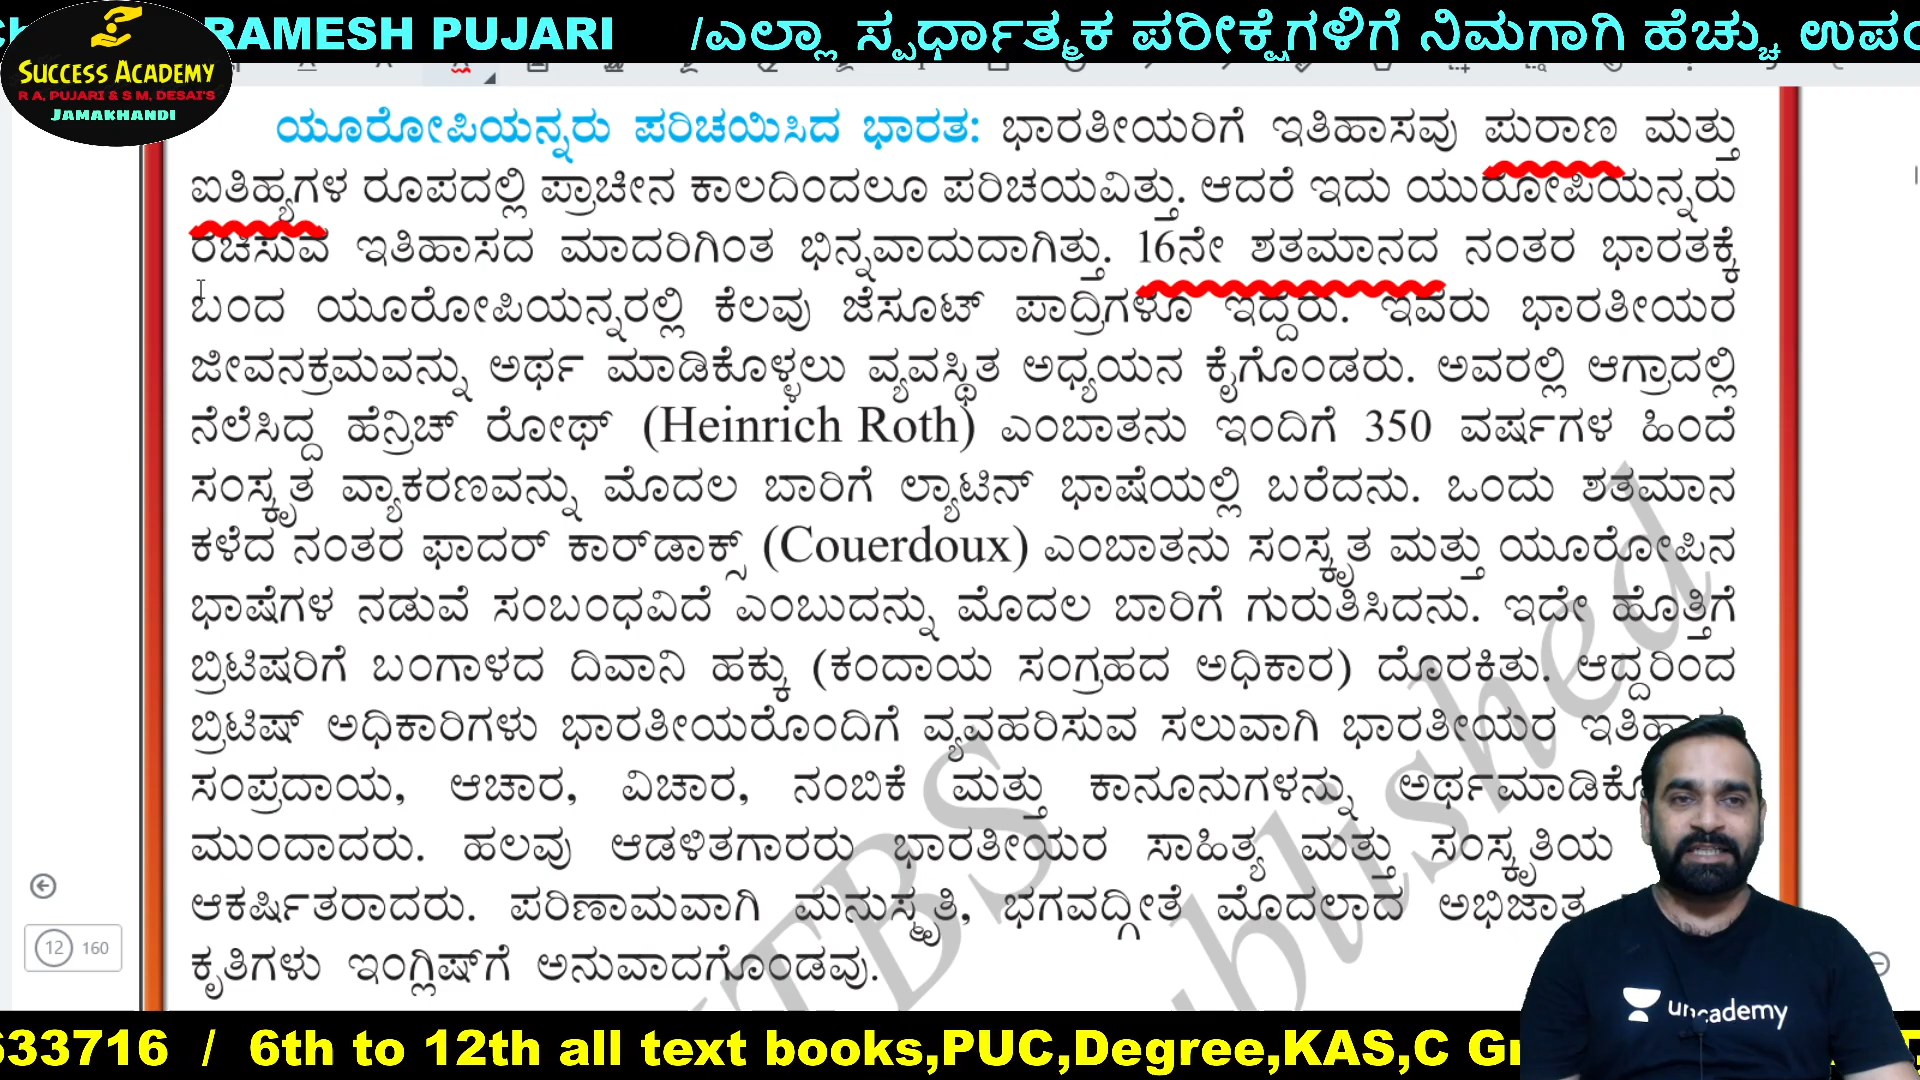 RAMESH PUJARI /ಎಲ್ಲಾ ಸ್ಪರ್ಧಾತ್ಮಕ ಪರೀಕ್ಷೆಗಳಿಗೆ ನಿಮಗಾಗಿ ಹೆಚ್ಚು
SUCCESS ACADEMY
R A, PUJARI & S M, DESAI'S
JAMAKHANDI
ಯೂರೋಪಿಯನ್ನರು ಪರಿಚಯಿಸಿದ ಭಾರತ: ಭಾರತೀಯರಿಗೆ ಇತಿಹಾಸವು ಪುರಾಣ ಮತ್ತು
ಐತಿಹ್ಯಗಳ ರೂಪದಲ್ಲಿ ಪ್ರಾಚೀನ ಕಾಲದಿಂದಲೂ ಪರಿಚಯವಿತ್ತು. ಆದರೆ ಇದು ಯುರೋಪಿಯನ್ನರು
ರಚಿಸುವ ಇತಿಹಾಸದ ಮಾದರಿಗಿಂತ ಭಿನ್ನವಾದುದಾಗಿತ್ತು. 16ನೇ ಶತಮಾನದ ನಂತರ ಭಾರತಕ್ಕೆ
ಬಂದ ಯೂರೋಪಿಯನ್ನರಲ್ಲಿ ಕೆಲವು ಜೆಸೂಟ್ ಪಾದ್ರಿಗಳೂ ಇದ್ದರು. ಇವರು ಭಾರತೀಯರ
ಜೀವನಕ್ರಮವನ್ನು ಅರ್ಥ ಮಾಡಿಕೊಳ್ಳಲು ವ್ಯವಸ್ಥಿತ ಅಧ್ಯಯನ ಕೈಗೊಂಡರು. ಅವರಲ್ಲಿ ಆಗ್ರಾದಲ್ಲಿ
ನೆಲೆಸಿದ್ದ ಹೆನ್ರಿಚ್ ರೋಥ್ (Heinrich Roth) ಎಂಬಾತನು ಇಂದಿಗೆ 350 ವರ್ಷಗಳ ಹಿಂದೆ
ಸಂಸ್ಕೃತ ವ್ಯಾಕರಣವನ್ನು ಮೊದಲ ಬಾರಿಗೆ ಲ್ಯಾಟಿನ್ ಭಾಷೆಯಲ್ಲಿ ಬರೆದನು. ಒಂದು ಶತಮಾನ
ಕಳೆದ ನಂತರ ಫಾದರ್ ಕಾರ್‌ಡಾಕ್ಸ್ (Couerdoux) ಎಂಬಾತನು ಸಂಸ್ಕೃತ ಮತ್ತು ಯೂರೋಪಿನ
ಭಾಷೆಗಳ ನಡುವೆ ಸಂಬಂಧವಿದೆ ಎಂಬುದನ್ನು ಮೊದಲ ಬಾರಿಗೆ ಗುರುತಿಸಿದನು. ಇದೇ ಹೊತ್ತಿಗೆ
ಬ್ರಿಟಿಷರಿಗೆ ಬಂಗಾಳದ ದಿವಾನಿ ಹಕ್ಕು (ಕಂದಾಯ ಸಂಗ್ರಹದ ಅಧಿಕಾರ) ದೊರಕಿತು. ಆದ್ದರಿಂದ
ಬ್ರಿಟಿಷ್ ಅಧಿಕಾರಿಗಳು ಭಾರತೀಯರೊಂದಿಗೆ ವ್ಯವಹರಿಸುವ ಸಲುವಾಗಿ ಭಾರತೀಯರ
ಸಂಪ್ರದಾಯ, ಆಚಾರ, ವಿಚಾರ, ನಂಬಿಕೆ ಮತ್ತು ಕಾನೂನುಗಳನ್ನು
ಮುಂದಾದರು. ಹಲವು ಆಡಳಿತಗಾರರು ಭಾರತೀಯರ ಸಾಹಿತ್ಯ ಮತ್ತು ಸಂಸ್ಕೃತಿಯ
ಆಕರ್ಷಿತರಾದರು. ಪರಿಣಾಮವಾಗಿ ಮನುಸ್ಮೃತಿ, ಭಗವದ್ಗೀತೆ ಮೊದಲಾದ ಅಭಿಜಾತ
ಕೃತಿಗಳು ಇಂಗ್ಲಿಷ್‌ಗೆ ಅನುವಾದಗೊಂಡವು.
12 160
unacademy
633716 / 6th to 12th all text books,PUC,Degree,KAS,C